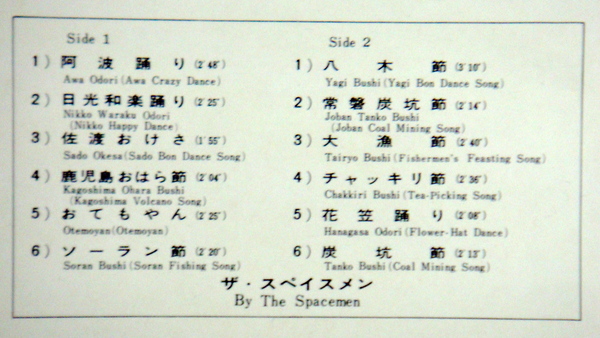 Side 1
1) 阿波踊り (2'48")
Awa Odori (Awa Crazy Dance)
2) 日光和楽踊り (2'25")
Nikko Waraku Odori
(Nikko Happy Dance)
3) 佐渡おけさ (1'55")
Sado Okesa (Sado Bon Dance Song)
4) 鹿児島おはら節 (2'04")
Kagoshima Ohara Bushi
(Kagoshima Volcano Song)
5) おてもやん (2'25")
Otemoyan (Otemoyan)
6) ソーラン節 (2'20")
Soran Bushi (Soran Fishing Song)
Side 2
1) 八木節 (3'10")
Yagi Bushi (Yagi Bon Dance Song)
2) 常磐炭坑節 (2'14")
Joban Tanko Bushi
(Joban Coal Mining Song)
3) 大漁節 (2'40")
Tairyo Bushi (Fishermen's Feasting Song)
4) チャッキリ節 (2'36")
Chakkiri Bushi (Tea-Picking Song)
5) 花笠踊り (2'08")
Hanagasa Odori (Flower-Hat Dance)
6) 炭坑節 (2'13")
Tanko Bushi (Coal Mining Song)
ザ・スペイスメン
By The Spacemen